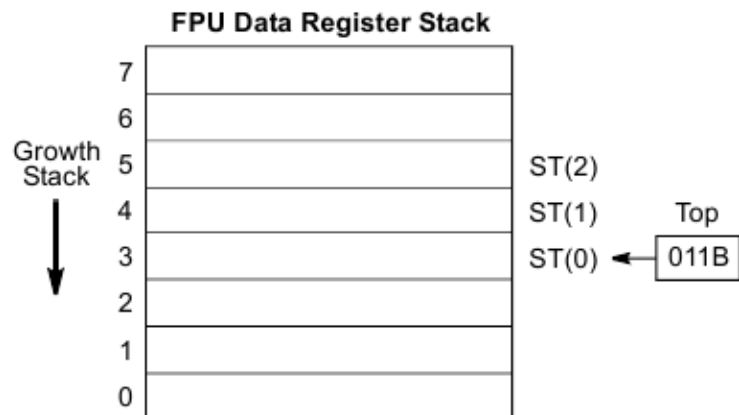 FPU Data Register Stack
7
6
Growth
Stack
5
ST(2)
4
ST(1)
Top
3
ST(0)
011B
2
1
0